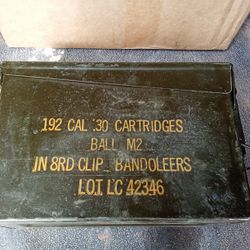 192 CAL .30 CARTRIDGES
BALL M2
IN 8RD CLIP BANDOLEERS
LOT LC 42346